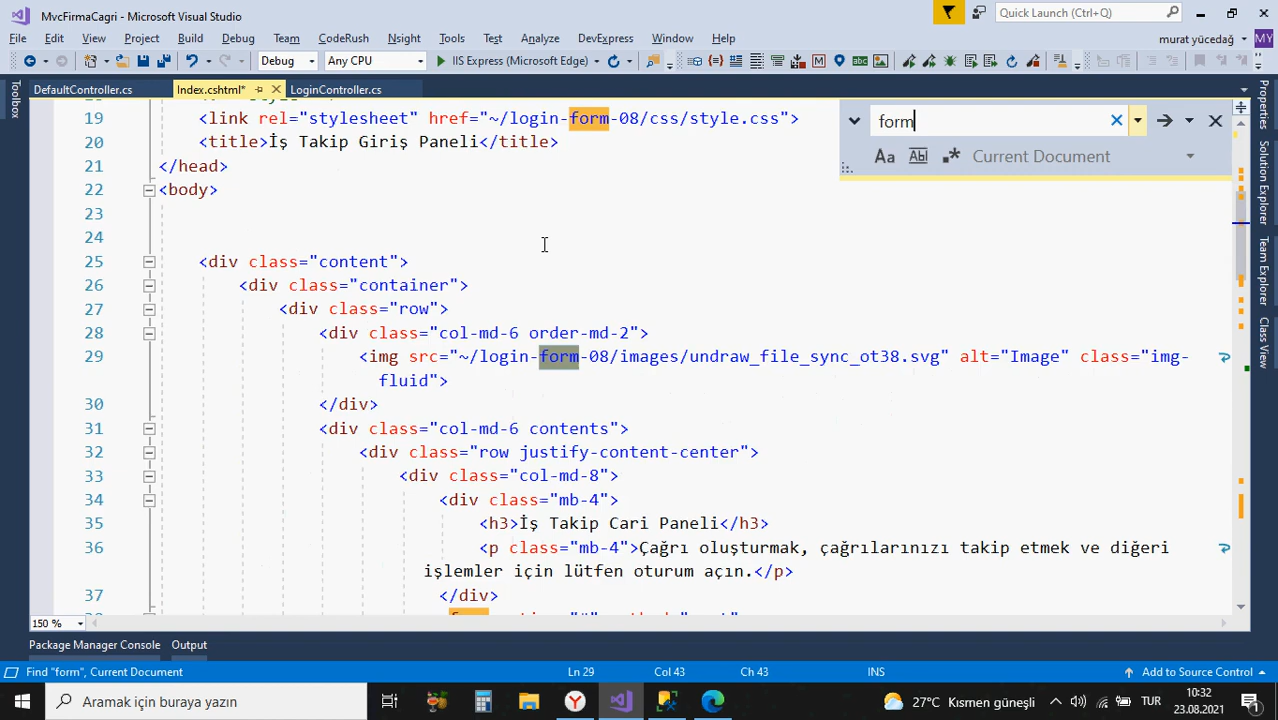 MvcFirmaCagri - Microsoft Visual Studio
Quick Launch (Ctrl+Q)
File Edit View Project Build Debug Team CodeRush Nsight Tools Test Analyze DevExpress Window Help
murat yücedağ MY
Debug Any CPU IIS Express (Microsoft Edge)
DefaultController.cs Index.cshtml* LoginController.cs
Toolbox
Solution Explorer
Team Explorer
Class View
form
Current Document
19 <link rel="stylesheet" href="~/login-form-08/css/style.css">
20 <title>İş Takip Giriş Paneli</title>
21 </head>
22 <body>
23
24
25 <div class="content">
26 <div class="container">
27 <div class="row">
28 <div class="col-md-6 order-md-2">
29 <img src="~/login-form-08/images/undraw_file_sync_ot38.svg" alt="Image" class="img-
fluid">
30 </div>
31 <div class="col-md-6 contents">
32 <div class="row justify-content-center">
33 <div class="col-md-8">
34 <div class="mb-4">
35 <h3>İş Takip Cari Paneli</h3>
36 <p class="mb-4">Çağrı oluşturmak, çağrılarınızı takip etmek ve diğeri
işlemler için lütfen oturum açın.</p>
37 </div>
150 %
Package Manager Console Output
Find "form", Current Document Ln 29 Col 43 Ch 43 INS Add to Source Control
Aramak için buraya yazın
27°C Kısmen güneşli
TUR
10:32
23.08.2021